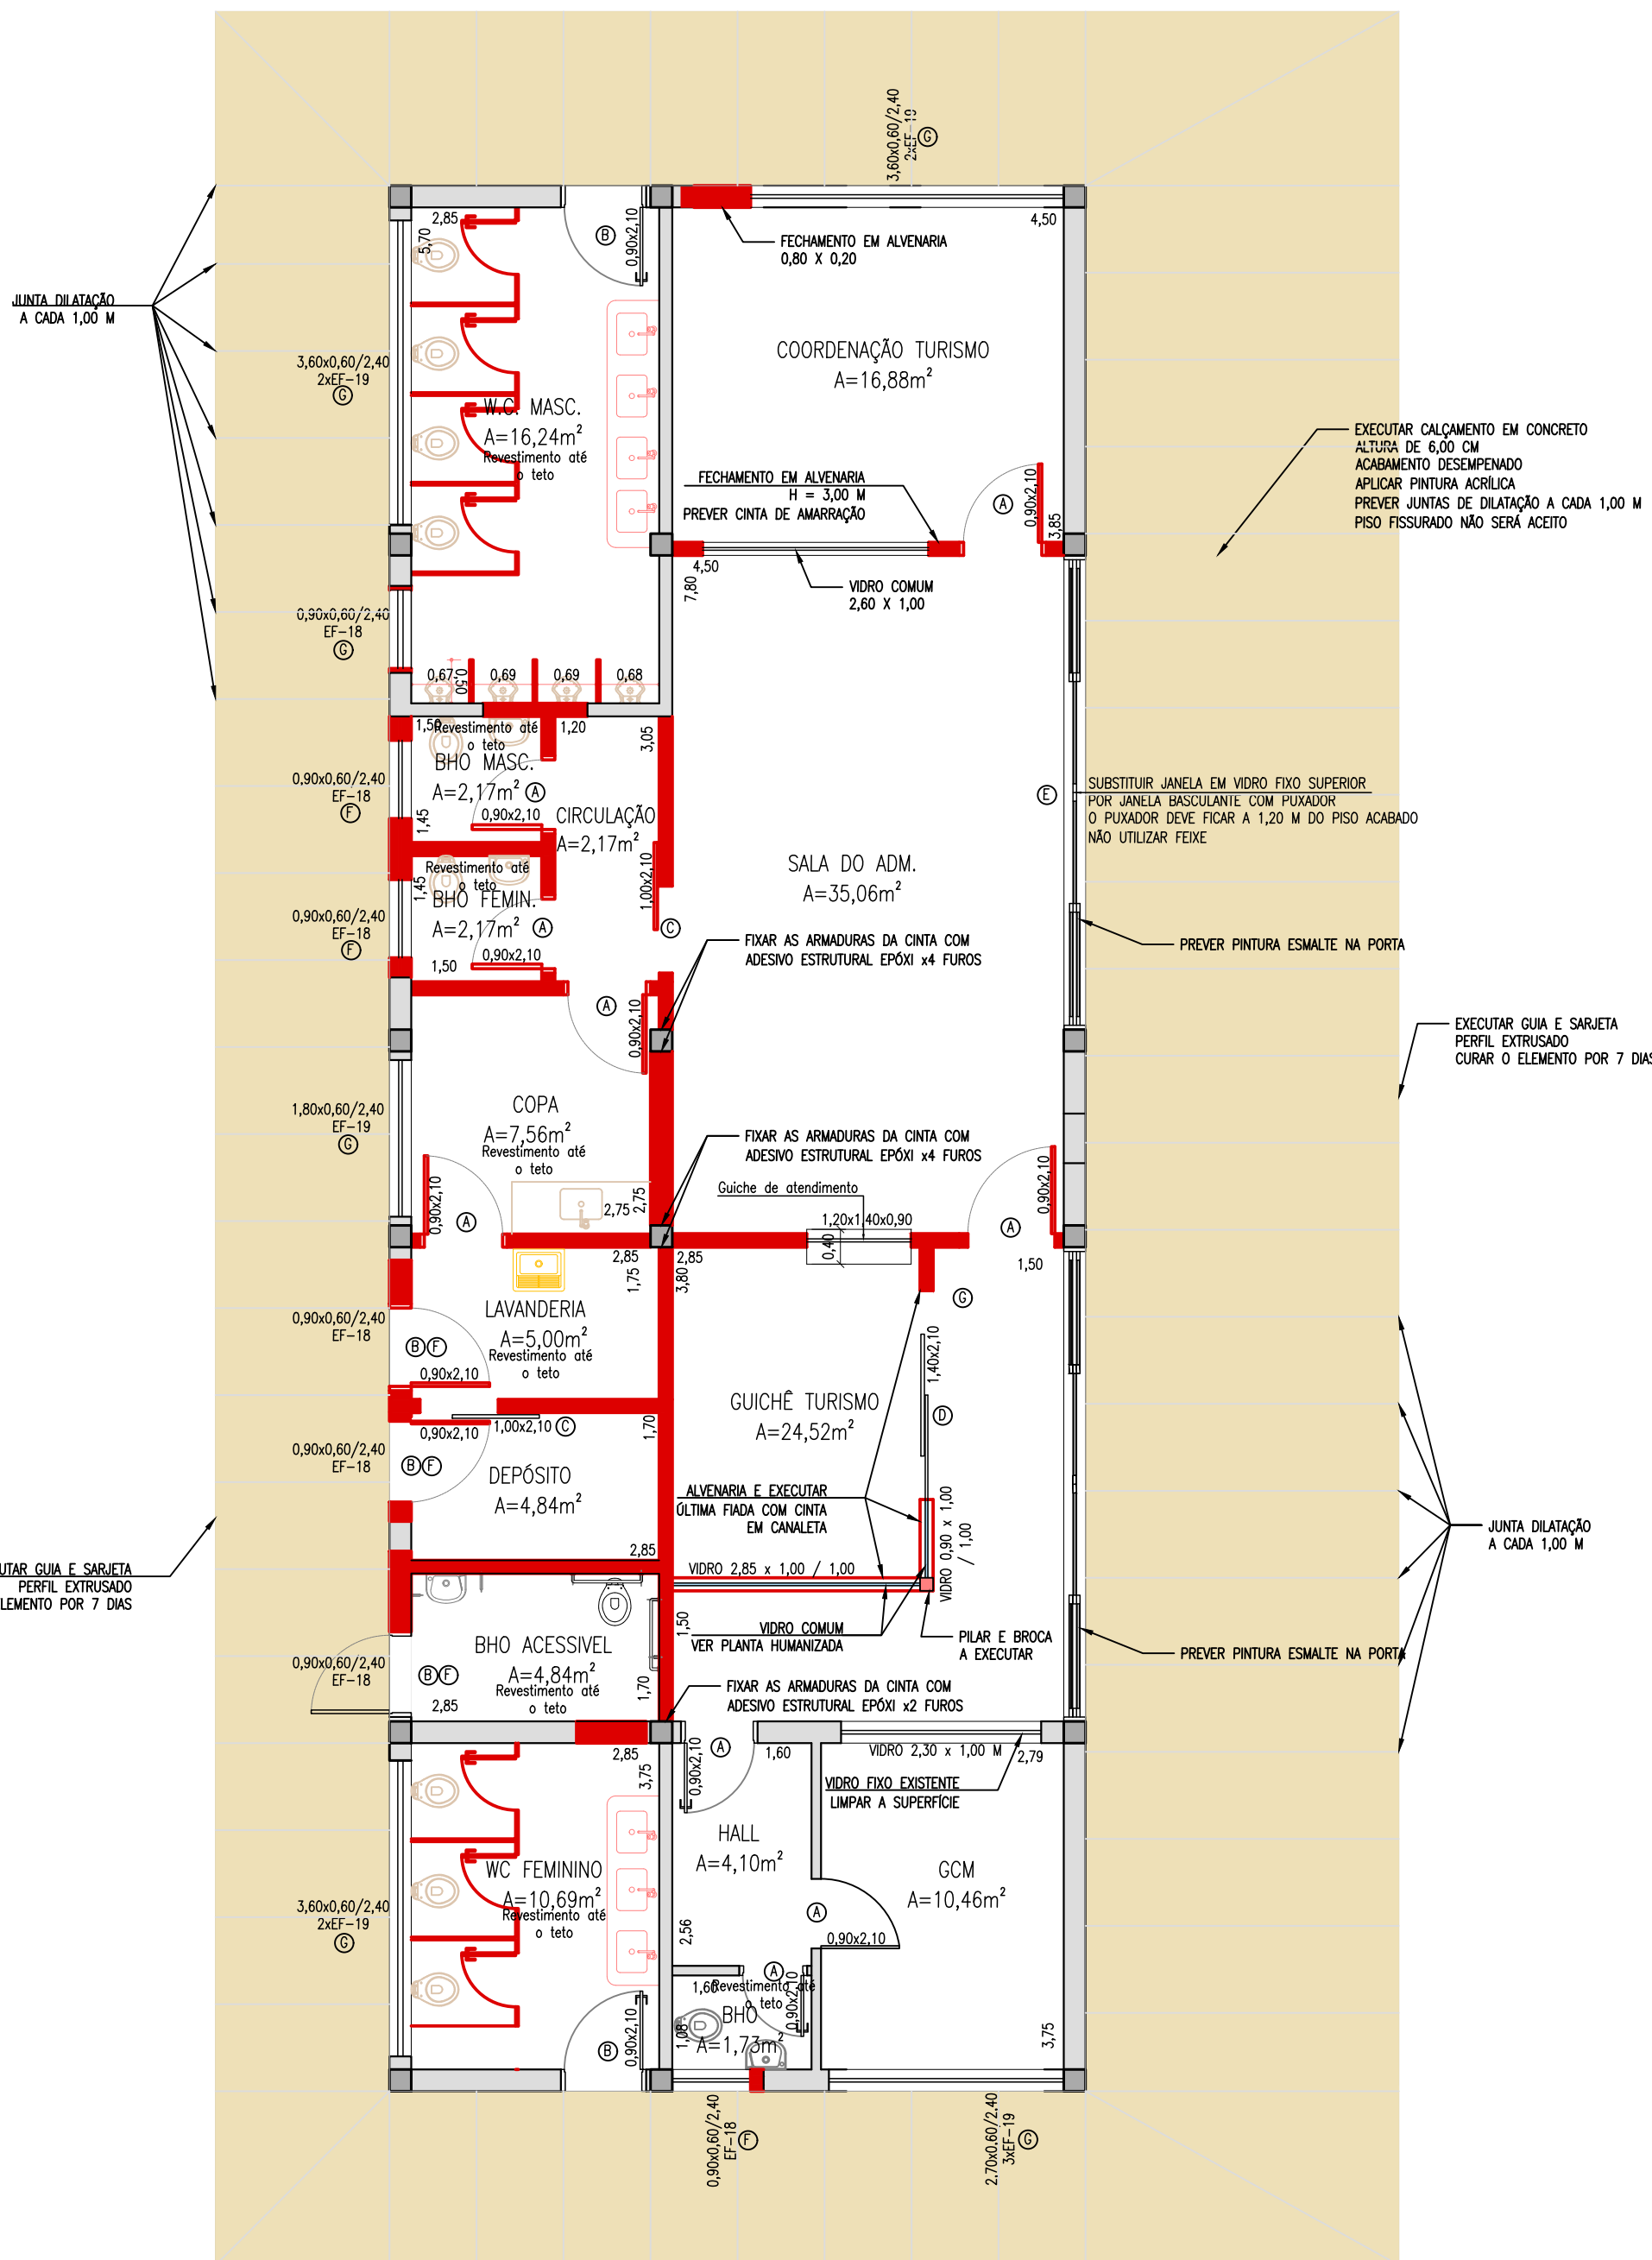 3,60x0,60/2,40
2xEF-19
G
2,85
5,70
B
0,90x2,10
4,50
FECHAMENTO EM ALVENARIA
0,80 X 0,20
JUNTA DILATAÇÃO
A CADA 1,00 M
COORDENAÇÃO TURISMO
A=16,88m²
3,60x0,60/2,40
2xEF-19
G
W.C. MASC.
A=16,24m²
Revestimento até
o teto
FECHAMENTO EM ALVENARIA
H = 3,00 M
PREVER CINTA DE AMARRAÇÃO
A
0,90x2,10
3,85
EXECUTAR CALÇAMENTO EM CONCRETO
ALTURA DE 6,00 CM
ACABAMENTO DESEMPENADO
APLICAR PINTURA ACRÍLICA
PREVER JUNTAS DE DILATAÇÃO A CADA 1,00 M
PISO FISSURADO NÃO SERÁ ACEITO
4,50
7,80
VIDRO COMUM
2,60 X 1,00
0,90x0,60/2,40
EF-18
G
0,67
0,50
0,69
0,69
0,68
1,50
Revestimento até
o teto
1,20
3,05
BHO MASC.
A=2,17m²
A
0,90x2,10
1,45
0,90x0,60/2,40
EF-18
F
CIRCULAÇÃO
A=2,17m²
E
SUBSTITUIR JANELA EM VIDRO FIXO SUPERIOR
POR JANELA BASCULANTE COM PUXADOR
O PUXADOR DEVE FICAR A 1,20 M DO PISO ACABADO
NÃO UTILIZAR FEIXE
SALA DO ADM.
A=35,06m²
Revestimento até
o teto
1,45
BHO FEMIN.
A=2,17m²
A
0,90x2,10
1,50
1,00x2,10
C
0,90x0,60/2,40
EF-18
F
FIXAR AS ARMADURAS DA CINTA COM
ADESIVO ESTRUTURAL EPÓXI x4 FUROS
PREVER PINTURA ESMALTE NA PORTA
A
0,90x2,10
EXECUTAR GUIA E SARJETA
PERFIL EXTRUSADO
CURAR O ELEMENTO POR 7 DIAS
1,80x0,60/2,40
EF-19
G
COPA
A=7,56m²
Revestimento até
o teto
0,90x2,10
A
2,75
2,75
FIXAR AS ARMADURAS DA CINTA COM
ADESIVO ESTRUTURAL EPÓXI x4 FUROS
Guiche de atendimento
1,20x1,40x0,90
0,40
0,90x2,10
A
1,50
2,85
1,75
2,85
3,80
G
LAVANDERIA
A=5,00m²
Revestimento até
o teto
0,90x0,60/2,40
EF-18
B F
0,90x2,10
1,40x2,10
GUICHÊ TURISMO
A=24,52m²
D
0,90x2,10
1,00x2,10
C
1,70
0,90x0,60/2,40
EF-18
B F
DEPÓSITO
A=4,84m²
2,85
ALVENARIA E EXECUTAR
ÚLTIMA FIADA COM CINTA
EM CANALETA
VIDRO 0,90 x 1,00
/ 1,00
VIDRO 2,85 x 1,00 / 1,00
JUNTA DILATAÇÃO
A CADA 1,00 M
UTAR GUIA E SARJETA
PERFIL EXTRUSADO
LEMENTO POR 7 DIAS
1,50
VIDRO COMUM
VER PLANTA HUMANIZADA
PILAR E BROCA
A EXECUTAR
PREVER PINTURA ESMALTE NA PORTA
0,90x0,60/2,40
EF-18
B F
BHO ACESSIVEL
A=4,84m²
Revestimento até
o teto
2,85
1,70
FIXAR AS ARMADURAS DA CINTA COM
ADESIVO ESTRUTURAL EPÓXI x2 FUROS
2,85
3,75
0,90x2,10
A
1,60
VIDRO 2,30 x 1,00 M
2,79
VIDRO FIXO EXISTENTE
LIMPAR A SUPERFÍCIE
HALL
A=4,10m²
GCM
A=10,46m²
WC FEMININO
A=10,69m²
Revestimento até
o teto
3,60x0,60/2,40
2xEF-19
G
2,56
A
0,90x2,10
A
1,60
Revestimento até
o teto
0,90x2,10
BHO
A=1,73m²
1,08
3,75
B
0,90x2,10
0,90x0,60/2,40
EF-18
F
2,70x0,60/2,40
3xEF-19
G